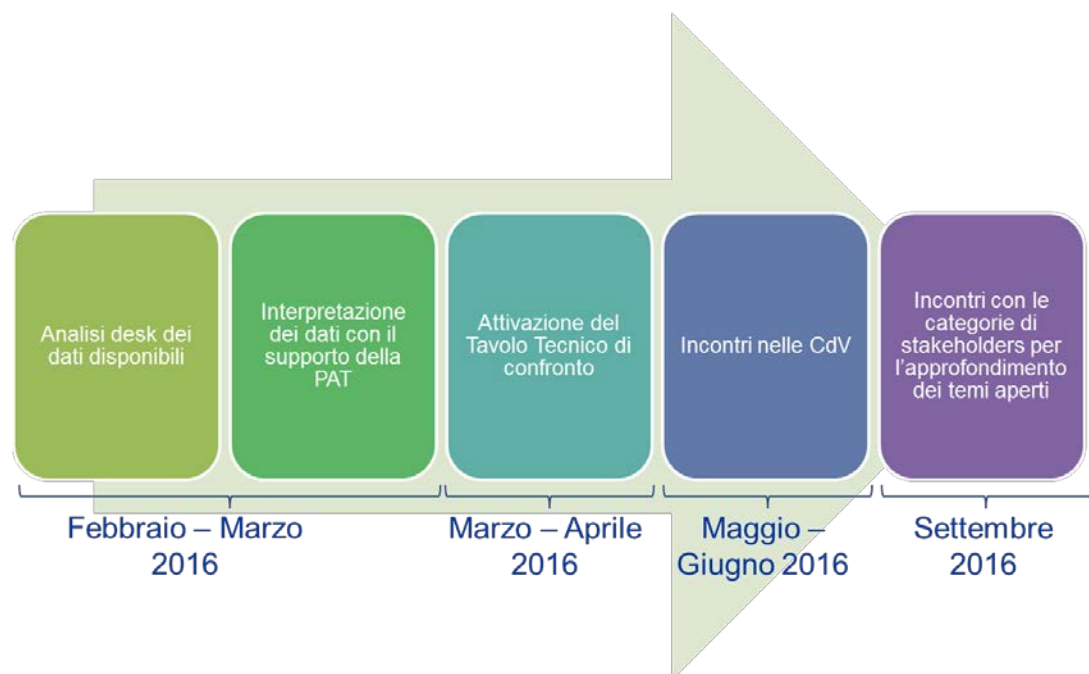 Analisi desk dei
dati disponibili
Interpretazione
dei dati con il
supporto della
PAT
Attivazione del
Tavolo Tecnico di
confronto
Incontri nelle CdV
Incontri con le
categorie di
stakeholders per
l’approfondimento
dei temi aperti
Febbraio – Marzo
2016
Marzo – Aprile
2016
Maggio –
Giugno 2016
Settembre
2016